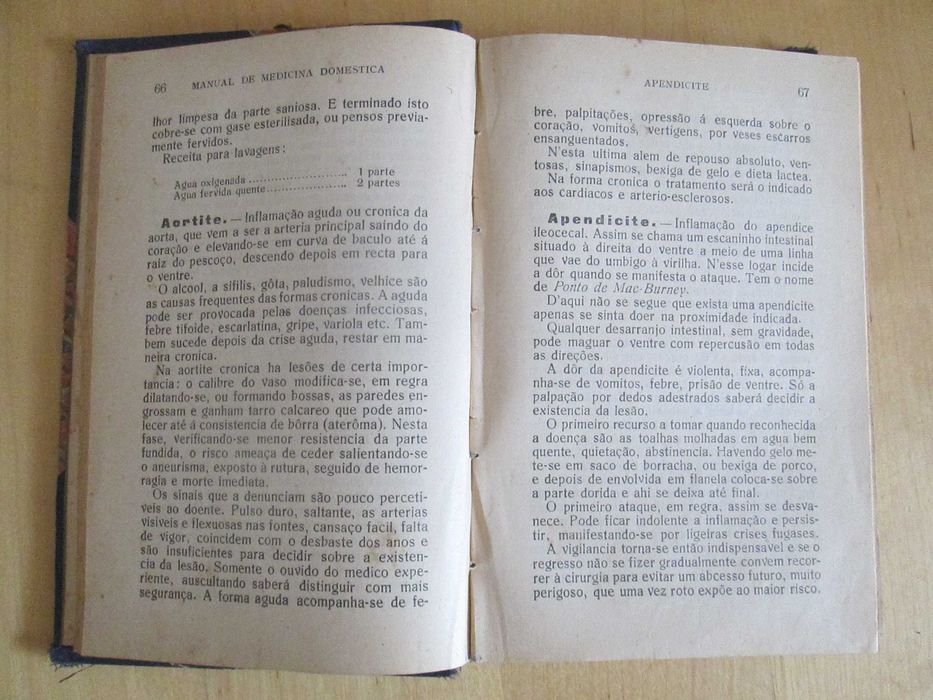 66 MANUAL DE MEDICINA DOMESTICA
lhor limpesa da parte saniosa. E terminado isto
cobre-se com gase esterilisada, ou pensos previa-
mente fervidos.
Receita para lavagens:
Agua oxigenada ........................... 1 parte
Agua fervida quente...................... 2 partes
Aortite. — Inflamação aguda ou cronica da
aorta, que vem a ser a arteria principal saindo do
coração e elevando-se em curva de baculo até á
raiz do pescoço, descendo depois em recta para
o ventre.
O alcool, a sifilis, gôta, paludismo, velhice são
as causas frequentes das formas cronicas. A aguda
pode ser provocada pelas doenças infecciosas,
febre tifoide, escarlatina, gripe, variola etc. Tam-
bem sucede depois da crise aguda, restar em ma-
neira cronica.
Na aortite cronica ha lesões de certa impor-
tancia: o calibre do vaso modifica-se, em regra
dilatando-se, ou formando bossas, as paredes en-
grossam e ganham tarro calcareo que pode amo-
lecer até á consistencia de bôrra (aterôma). Nesta
fase, verificando-se menor resistencia da parte
fundida, o risco ameaça de ceder salientando-se
o aneurisma, exposto à rutura, seguido de hemor-
ragia e morte imediata.
Os sinais que a denunciam são pouco perceti-
veis ao doente. Pulso duro, saltante, as arterias
visiveis e flexuosas nas fontes, cansaço facil, falta
de vigor, coincidem com o desbaste dos anos e
são insuficientes para decidir sobre a existen-
cia da lesão. Somente o ouvido do medico expe-
riente, auscultando saberá distinguir com mais
segurança. A forma aguda acompanha-se de fe-
APENDICITE 67
bre, palpitações, opressão á esquerda sobre o
coração, vomitos, vertigens, por veses escarros
ensanguentados.
N'esta ultima alem de repouso absoluto, ven-
tosas, sinapismos, bexiga de gelo e dieta lactea.
Na forma cronica o tratamento será o indicado
aos cardiacos e arterio-esclerosos.
Apendicite. — Inflamação do apendice
ileocecal. Assim se chama um escaninho intestinal
situado à direita do ventre a meio de uma linha
que vae do umbigo à virilha. N'esse logar incide
a dôr quando se manifesta o ataque. Tem o nome
de Ponto de Mac-Burney.
D'aqui não se segue que exista uma apendicite
apenas se sinta doer na proximidade indicada.
Qualquer desarranjo intestinal, sem gravidade,
pode maguar o ventre com repercusão em todas
as direções.
A dôr da apendicite é violenta, fixa, acompa-
nha-se de vomitos, febre, prisão de ventre. Só a
palpação por dedos adestrados saberá decidir a
existencia da lesão.
O primeiro recurso a tomar quando reconhecida
a doença são as toalhas molhadas em agua bem
quente, quietação, abstinencia. Havendo gelo me-
te-se em saco de borracha, ou bexiga de porco,
e depois de envolvida em flanela coloca-se sobre
a parte dorida e ahi se deixa até final.
O primeiro ataque, em regra, assim se desva-
nece. Pode ficar indolente a inflamação e persis-
tir, manifestando-se por ligeiras crises fugases.
A vigilancia torna-se então indispensavel e se o
regresso não se fizer gradualmente convem recor-
rer à cirurgia para evitar um abcesso futuro, muito
perigoso, que uma vez roto expõe ao maior risco.